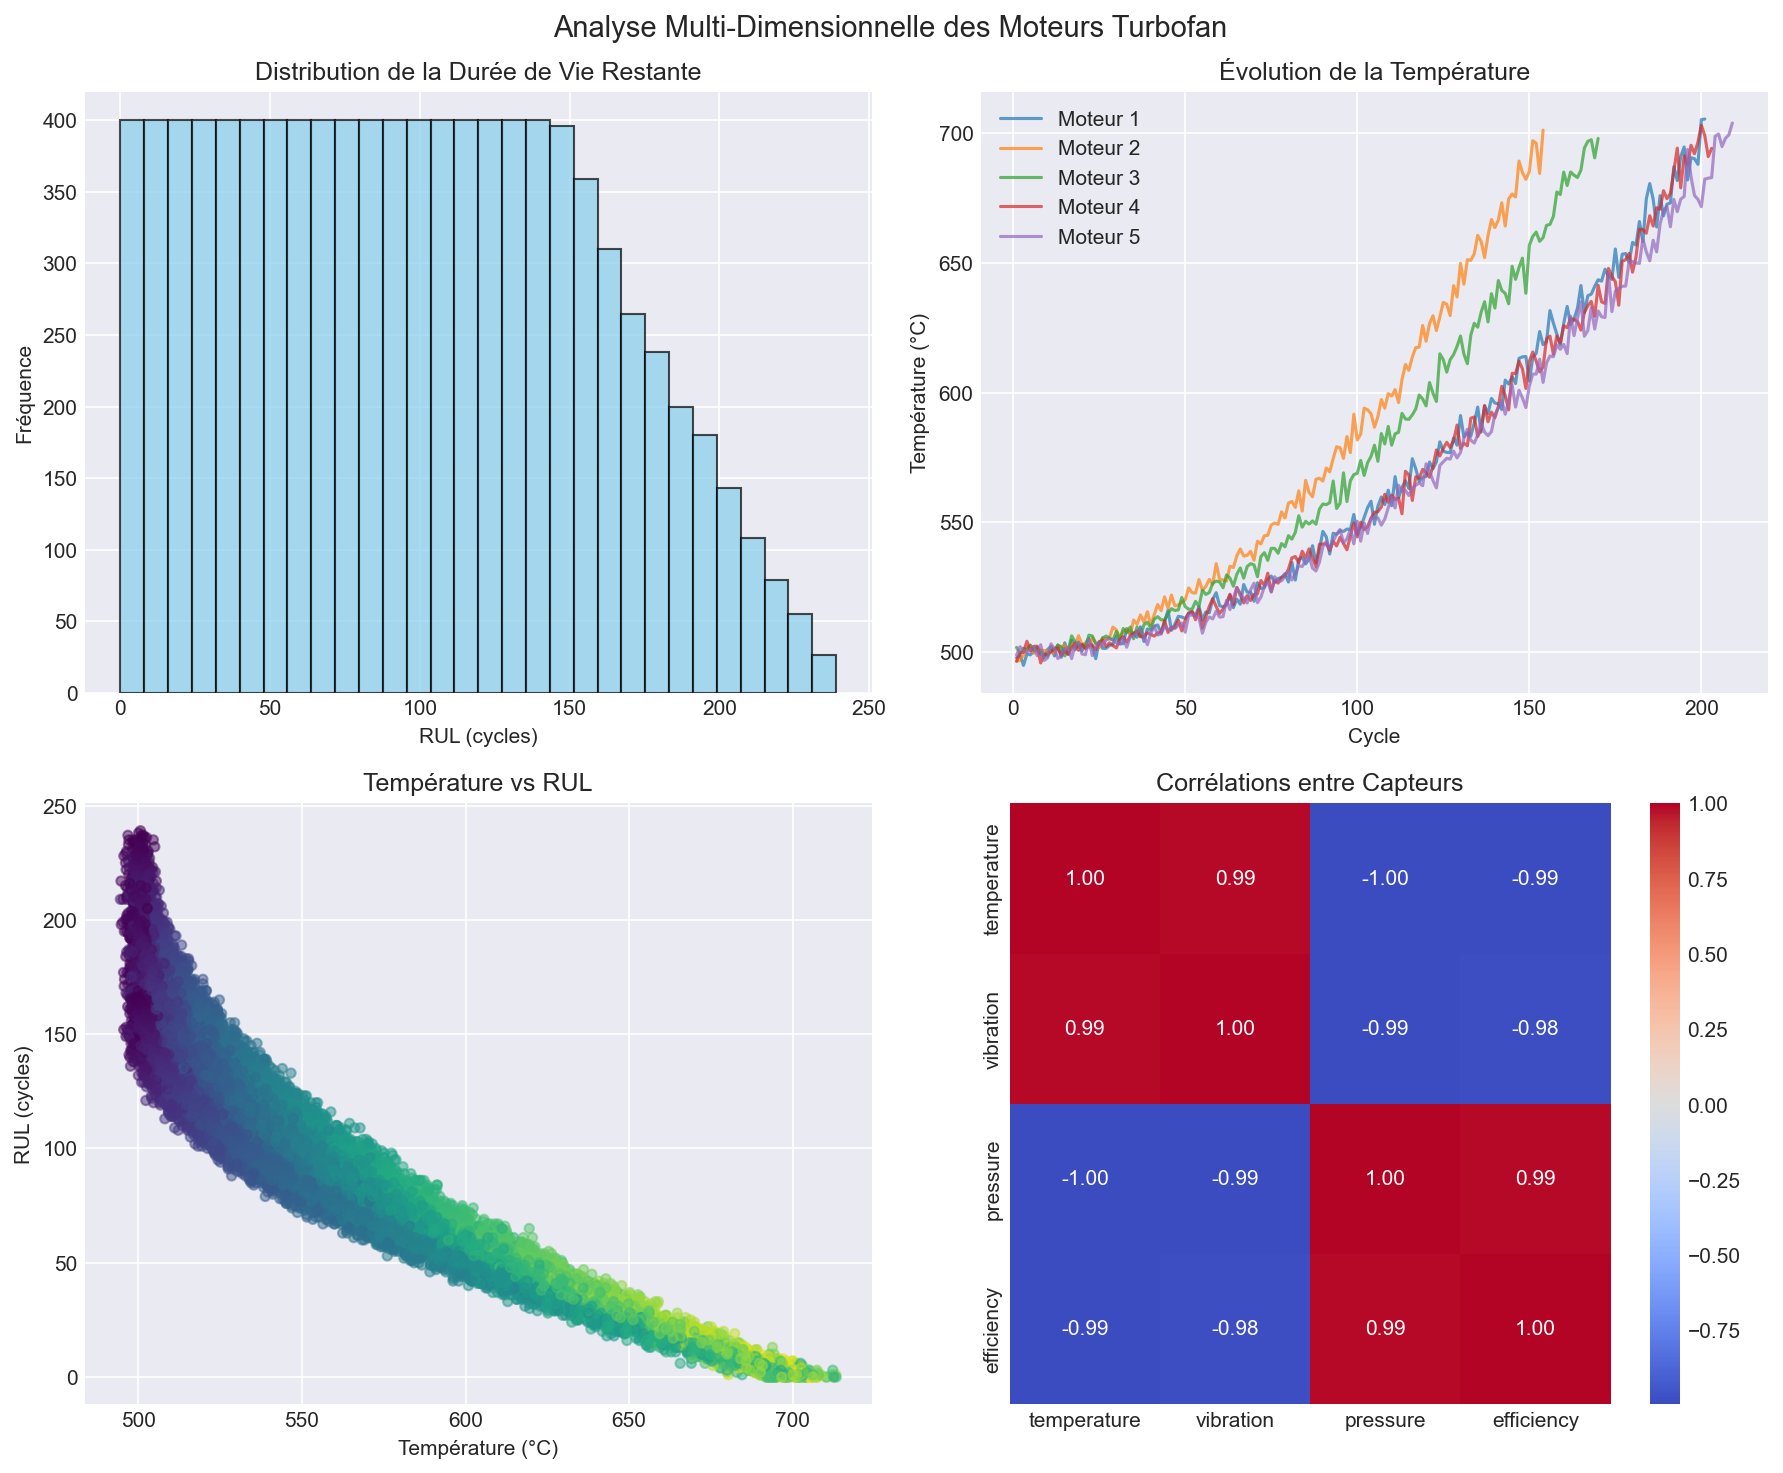 Analyse Multi-Dimensionnelle des Moteurs Turbofan
Distribution de la Durée de Vie Restante
Fréquence
400
350
300
250
200
150
100
50
0
0 50 100 150 200 250
RUL (cycles)
Évolution de la Température
Moteur 1
Moteur 2
Moteur 3
Moteur 4
Moteur 5
Température (°C)
700
650
600
550
500
0 50 100 150 200
Cycle
Température vs RUL
RUL (cycles)
250
200
150
100
50
0
500 550 600 650 700
Température (°C)
Corrélations entre Capteurs
temperature 1.00 0.99 -1.00 -0.99
vibration 0.99 1.00 -0.99 -0.98
pressure -1.00 -0.99 1.00 0.99
efficiency -0.99 -0.98 0.99 1.00
temperature vibration pressure efficiency
1.00
0.75
0.50
0.25
0.00
−0.25
−0.50
−0.75